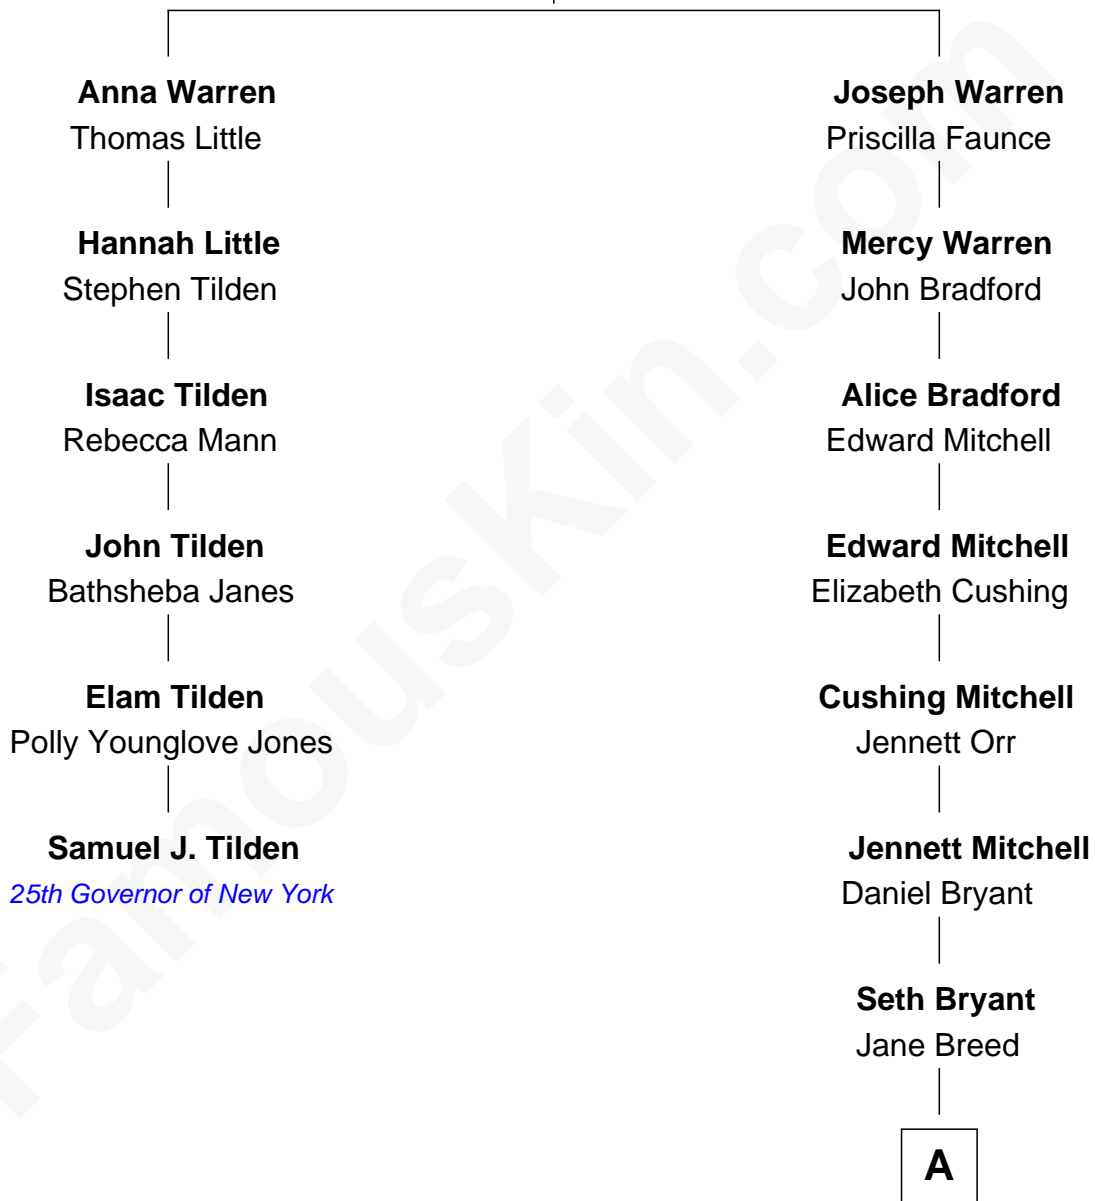 Anna Warren
Thomas Little
Hannah Little
Stephen Tilden
Isaac Tilden
Rebecca Mann
John Tilden
Bathsheba Janes
Elam Tilden
Polly Younglove Jones
Samuel J. Tilden
25th Governor of New York
Joseph Warren
Priscilla Faunce
Mercy Warren
John Bradford
Alice Bradford
Edward Mitchell
Edward Mitchell
Elizabeth Cushing
Cushing Mitchell
Jennett Orr
Jennett Mitchell
Daniel Bryant
Seth Bryant
Jane Breed
A
FamousKin.com